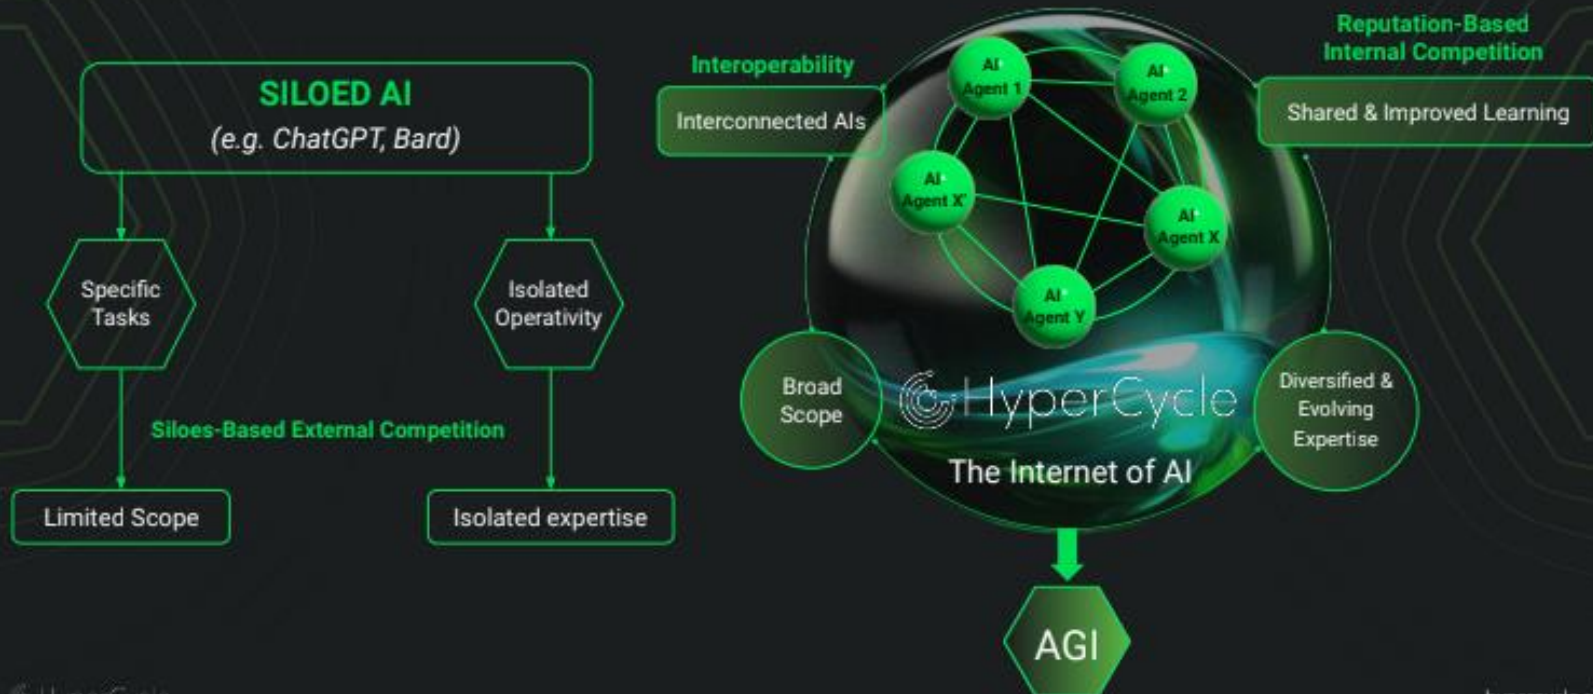 SILOED AI
(e.g. ChatGPT, Bard)
Specific
Tasks
Isolated
Operativity
Siloes-Based External Competition
Limited Scope
Isolated expertise
Interoperability
Interconnected AIs
Reputation-Based
Internal Competition
Shared & Improved Learning
AI
Agent 1
AI
Agent 2
AI
Agent X'
AI
Agent X
AI
Agent Y
Broad
Scope
HyperCycle
The Internet of AI
Diversified &
Evolving
Expertise
AGI